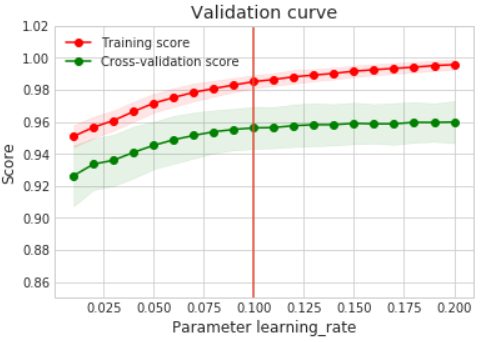 Validation curve
1.02
Training score
Cross-validation score
1.00
0.98
0.96
0.94
0.92
0.90
0.88
0.86
Score
0.025 0.050 0.075 0.100 0.125 0.150 0.175 0.200
Parameter learning_rate